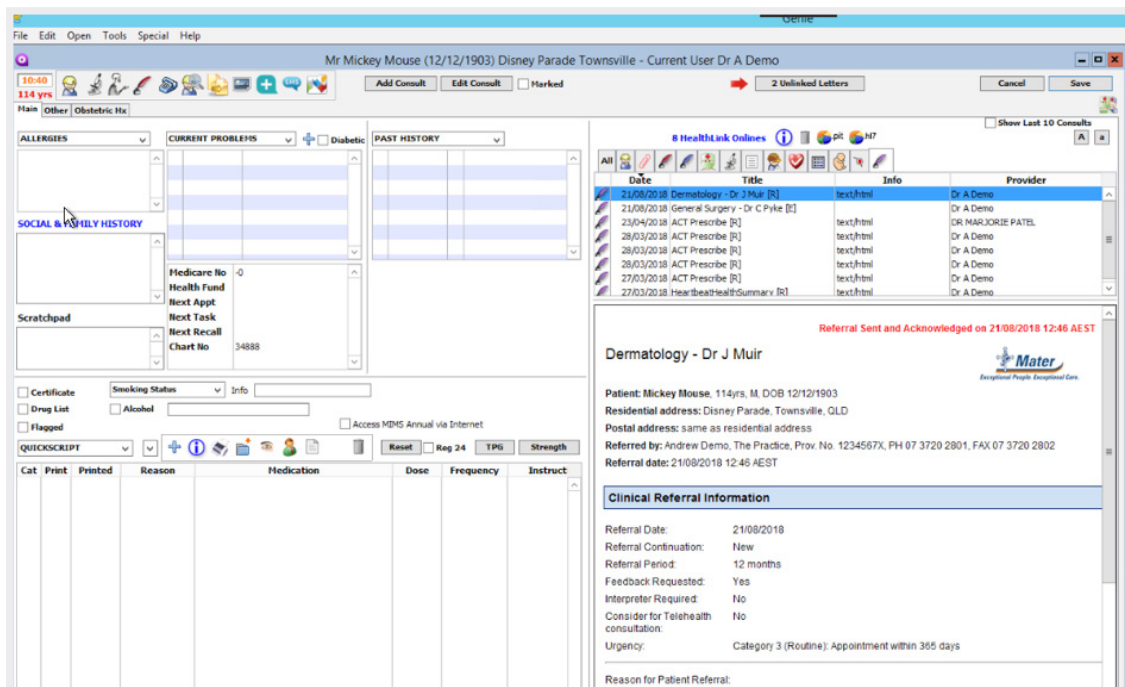 Genie
File Edit Open Tools Special Help
Mr Mickey Mouse (12/12/1903) Disney Parade Townsville - Current User Dr A Demo
10:40
114 yrs
Add Consult Edit Consult Marked 2 Unlinked Letters Cancel Save
Main Other Obstetric Hx
Show Last 10 Consults
ALLERGIES CURRENT PROBLEMS Diabetic PAST HISTORY
8 HealthLink Onlines pit hl7 A a
All
Date Title Info Provider
21/08/2018 Dermatology - Dr J Muir [R] text/html Dr A Demo
21/08/2018 General Surgery - Dr C Pyke [E] Dr A Demo
23/04/2018 ACT Prescribe [R] text/html DR MARJORIE PATEL
28/03/2018 ACT Prescribe [R] text/html Dr A Demo
28/03/2018 ACT Prescribe [R] text/html Dr A Demo
28/03/2018 ACT Prescribe [R] text/html Dr A Demo
27/03/2018 ACT Prescribe [R] text/html Dr A Demo
27/03/2018 HeartbeatHealthSummary [R] text/html Dr A Demo
SOCIAL & FAMILY HISTORY
Medicare No -0
Health Fund
Next Appt
Next Task
Next Recall
Chart No 34888
Scratchpad
Certificate Smoking Status Info
Drug List Alcohol
Flagged
Access MIMS Annual via Internet
QUICKSCRIPT Reset Reg 24 TPG Strength
Cat Print Printed Reason Medication Dose Frequency Instruct
Referral Sent and Acknowledged on 21/08/2018 12:46 AEST
Dermatology - Dr J Muir
Mater
Exceptional People. Exceptional Care.
Patient: Mickey Mouse, 114yrs, M, DOB 12/12/1903
Residential address: Disney Parade, Townsville, QLD
Postal address: same as residential address
Referred by: Andrew Demo, The Practice, Prov. No. 1234567X, PH 07 3720 2801, FAX 07 3720 2802
Referral date: 21/08/2018 12:46 AEST
Clinical Referral Information
Referral Date: 21/08/2018
Referral Continuation: New
Referral Period: 12 months
Feedback Requested: Yes
Interpreter Required: No
Consider for Telehealth No
consultation:
Urgency: Category 3 (Routine): Appointment within 365 days
Reason for Patient Referral: